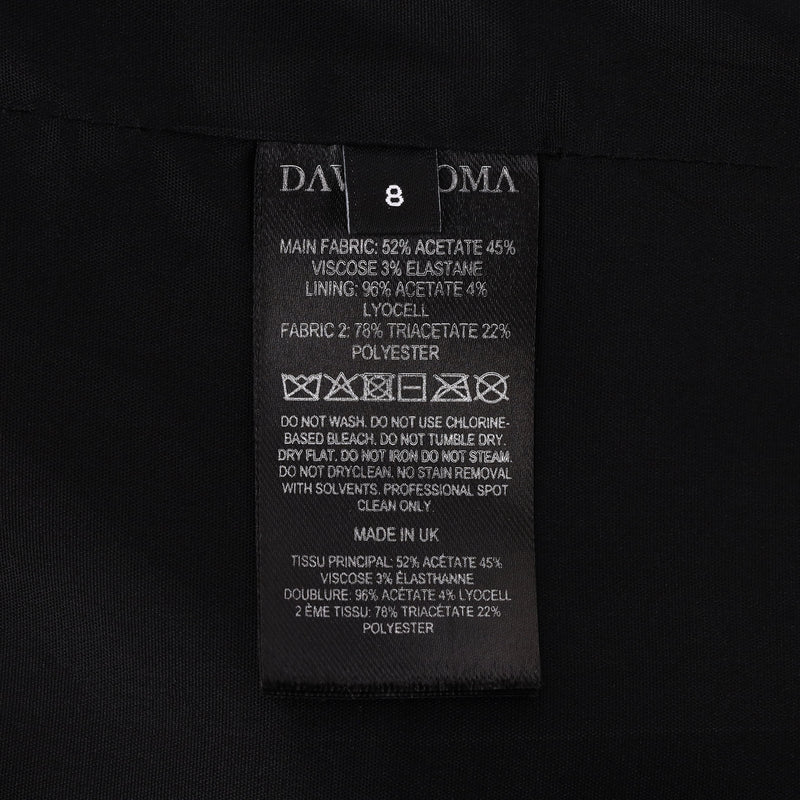 DAV OMA
8
MAIN FABRIC: 52% ACETATE 45%
VISCOSE 3% ELASTANE
LINING: 96% ACETATE 4%
LYOCELL
FABRIC 2: 78% TRIACETATE 22%
POLYESTER
DO NOT WASH. DO NOT USE CHLORINE-
BASED BLEACH. DO NOT TUMBLE DRY.
DRY FLAT. DO NOT IRON DO NOT STEAM.
DO NOT DRYCLEAN. NO STAIN REMOVAL
WITH SOLVENTS. PROFESSIONAL SPOT
CLEAN ONLY.
MADE IN UK
TISSU PRINCIPAL: 52% ACÉTATE 45%
VISCOSE 3% ÉLASTHANNE
DOUBLURE: 96% ACÉTATE 4% LYOCELL
2 ÈME TISSU: 78% TRIACÉTATE 22%
POLYESTER